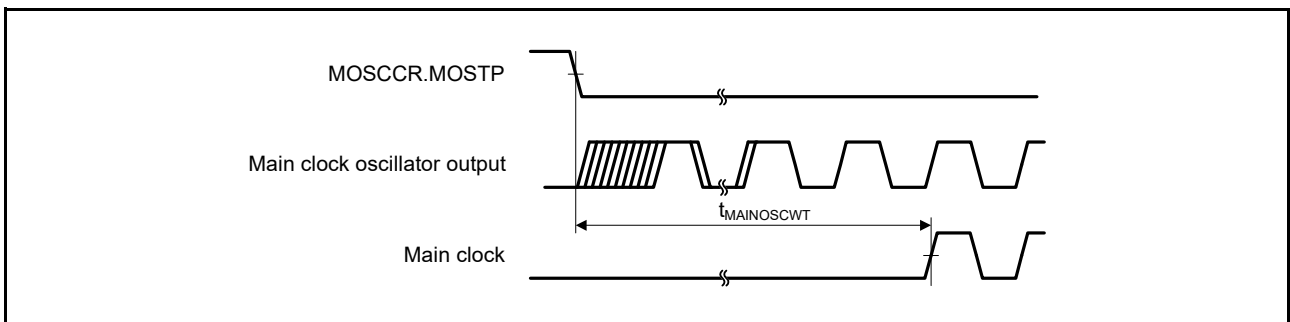 MOSCCR.MOSTP
Main clock oscillator output
tMAINOSCWT
Main clock